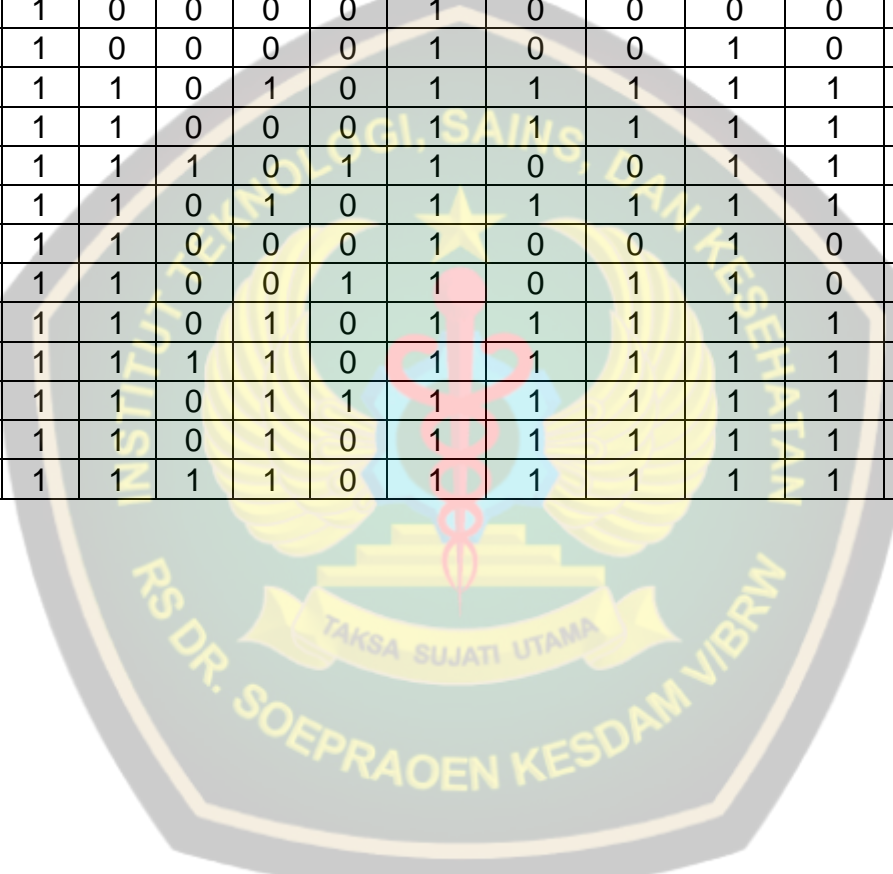 1 0 0 0 0 1 0 0 0 0
1 0 0 0 0 1 0 0 1 0
1 1 0 1 0 1 1 1 1 1
1 1 0 0 0 1 1 1 1 1
1 1 1 0 1 1 0 0 1 1
1 1 0 1 0 1 1 1 1 1
1 1 0 0 0 1 0 0 1 0
1 1 0 0 1 1 0 1 1 0
1 1 0 1 0 1 1 1 1 1
1 1 1 1 0 1 1 1 1 1
1 1 0 1 1 1 1 1 1 1
1 1 0 1 0 1 1 1 1 1
1 1 1 1 0 1 1 1 1 1
INSTITUT TEKNOLOGI, SAINS, DAN KESEHATAN
TAKSA SUJATI UTAMA
RS DR. SOEPRAOEN KESDAM V/BRW